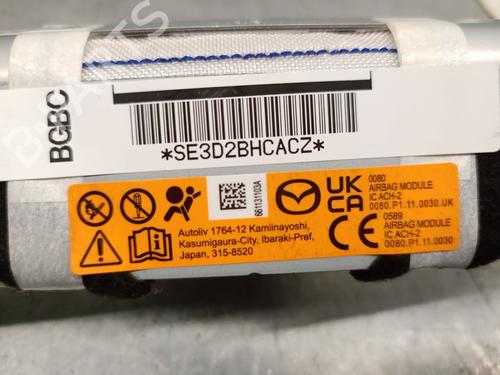 BGBC
*SE3D2BHCACZ*
661131103A
UK
CA
0080
AIRBAG MODULE
IC ACH-2
0080.P1.11.0030.UK
CE
0589
AIRBAG MODULE
IC ACH-2
0080.P1.11.0030
Autoliv 1764-12 Kamiinayoshi,
Kasumigaura-City, Ibaraki-Pref,
Japan, 315-8520